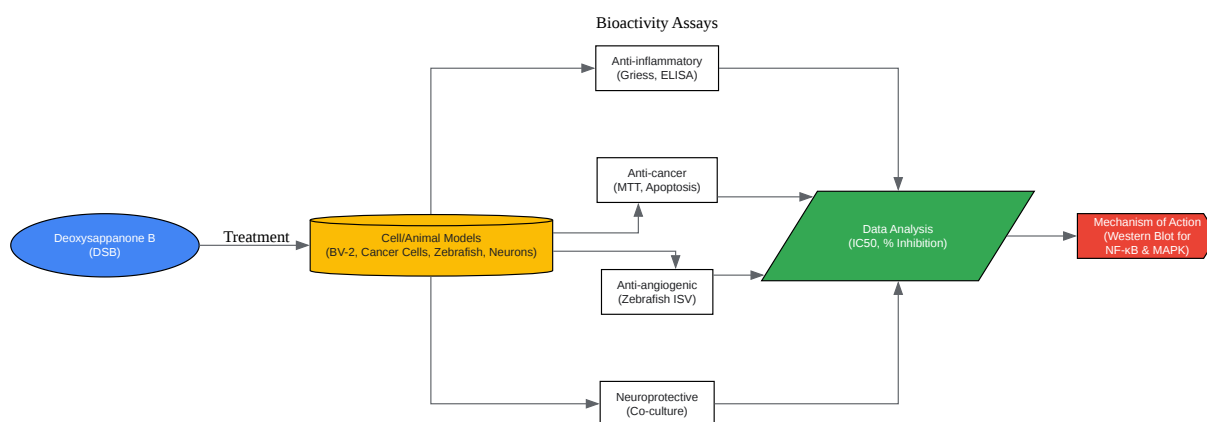 Bioactivity Assays
Anti-inflammatory
(Griess, ELISA)
Anti-cancer
(MTT, Apoptosis)
Deoxysappanone B
(DSB)
Treatment
Cell/Animal Models
(BV-2, Cancer Cells, Zebrafish, Neurons)
Data Analysis
(IC50, % Inhibition)
Mechanism of Action
(Western Blot for
NF-κB & MAPK)
Anti-angiogenic
(Zebrafish ISV)
Neuroprotective
(Co-culture)